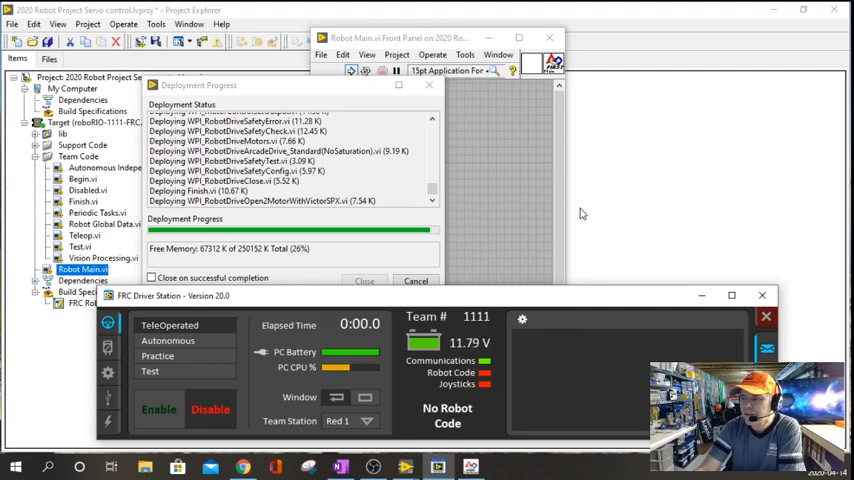 2020 Robot Project Servo control.lvproj * - Project Explorer
File Edit View Project Operate Tools Window
Items Files
Project: 2020 Robot Project Se
My Computer
Dependencies
Build Specifications
Target (roboRIO-1111-FRC.
lib
Support Code
Team Code
Autonomous Indepe
Begin.vi
Disabled.vi
Finish.vi
Periodic Tasks.vi
Robot Global Data.vi
Teleop.vi
Test.vi
Vision Processing.vi
Robot Main.vi
Dependencies
Build Spec
FRC Ro
Robot Main.vi Front Panel on 2020 Ro...
File Edit View Project Operate Tools Window
15pt Application For
FIRST
Main
Deployment Progress
Deployment Status
Deploying WPI_RobotDriveSafetyError.vi (11.28 K)
Deploying WPI_RobotDriveSafetyCheck.vi (12.45 K)
Deploying WPI_RobotDriveMotors.vi (7.66 K)
Deploying WPI_RobotDriveArcadeDrive_Standard(NoSaturation).vi (9.19 K)
Deploying WPI_RobotDriveSafetyTest.vi (3.09 K)
Deploying WPI_RobotDriveSafetyConfig.vi (5.97 K)
Deploying WPI_RobotDriveClose.vi (5.52 K)
Deploying Finish.vi (10.67 K)
Deploying WPI_RobotDriveOpen2MotorWithVictorSPX.vi (7.54 K)
Deployment Progress
Free Memory: 67312 K of 250152 K Total (26%)
Close on successful completion
Close
Cancel
FRC Driver Station - Version 20.0
TeleOperated
Autonomous
Practice
Test
Enable
Disable
Elapsed Time 0:00.0
PC Battery
PC CPU %
Window
Team Station Red 1
Team # 1111
11.79 V
Communications
Robot Code
Joysticks
No Robot
Code
2020-04-14